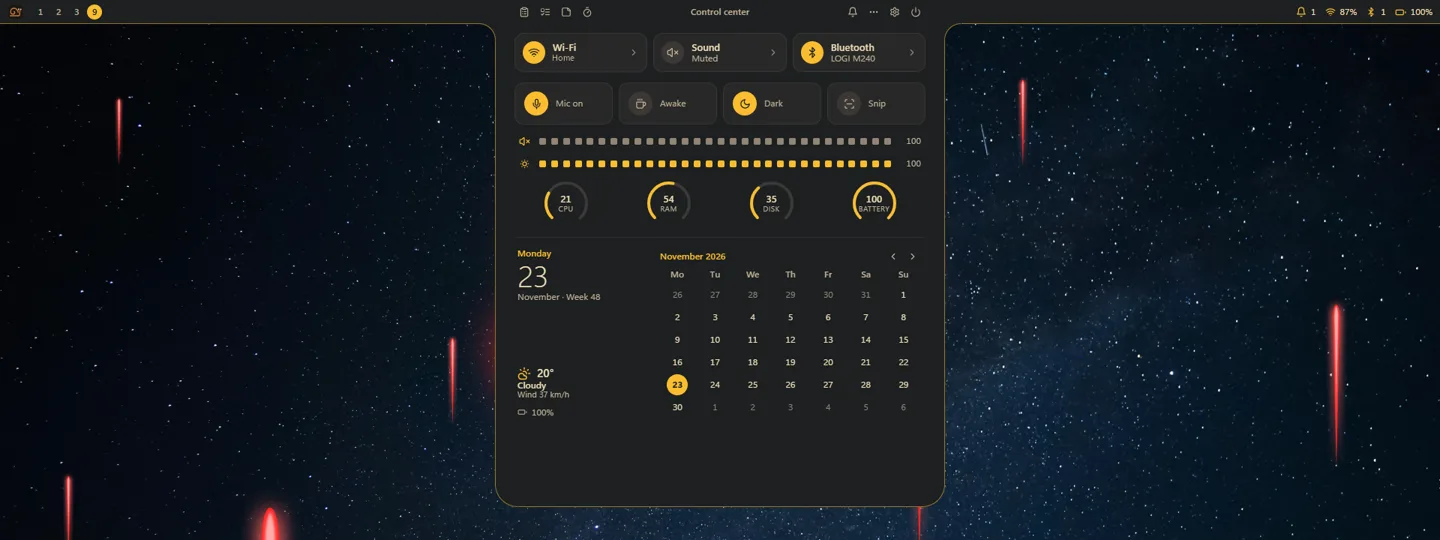 1 2 3 9
Control center
1 87% 1 100%
Wi-Fi
Home
Sound
Muted
Bluetooth
LOGI M240
Mic on
Awake
Dark
Snip
100
100
21
CPU
54
RAM
35
DISK
100
BATTERY
Monday
23
November · Week 48
20°
Cloudy
Wind 37 km/h
100%
November 2026
Mo Tu We Th Fr Sa Su
26 27 28 29 30 31 1
2 3 4 5 6 7 8
9 10 11 12 13 14 15
16 17 18 19 20 21 22
23 24 25 26 27 28 29
30 1 2 3 4 5 6